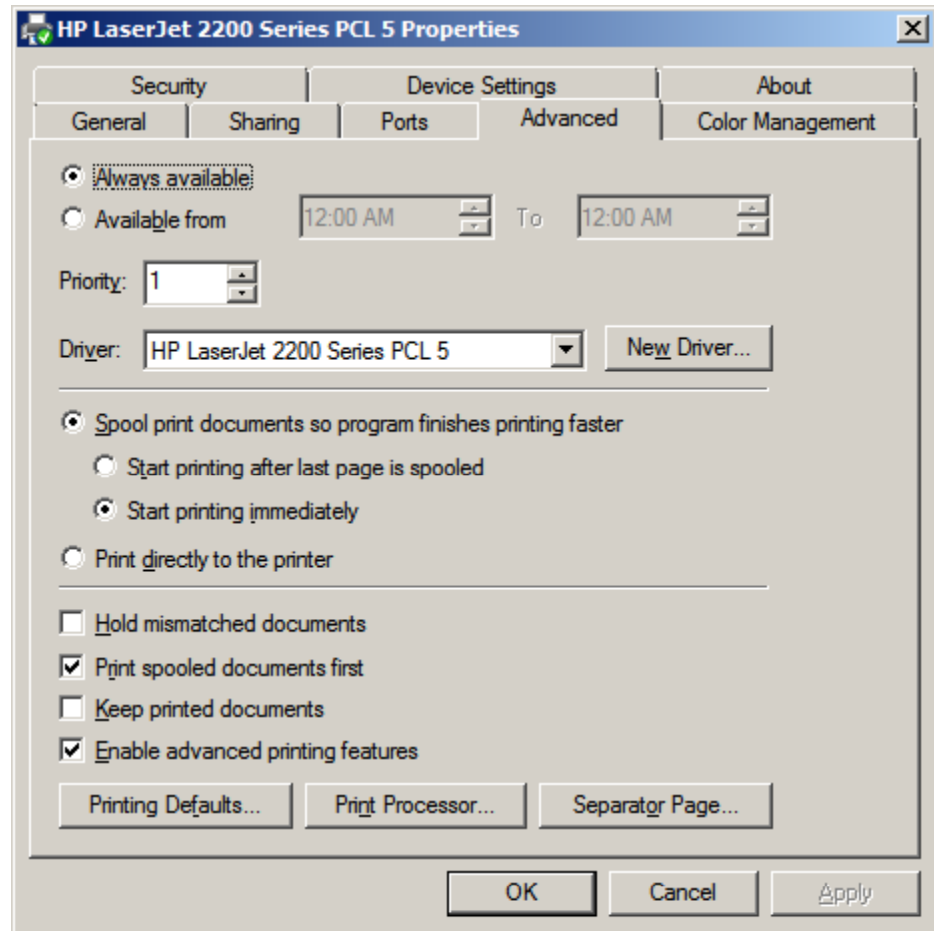 HP LaserJet 2200 Series PCL 5 Properties
Security Device Settings About
General Sharing Ports Advanced Color Management
Always available
Available from 12:00 AM To 12:00 AM
Priority: 1
Driver: HP LaserJet 2200 Series PCL 5 New Driver...
Spool print documents so program finishes printing faster
Start printing after last page is spooled
Start printing immediately
Print directly to the printer
Hold mismatched documents
Print spooled documents first
Keep printed documents
Enable advanced printing features
Printing Defaults... Print Processor... Separator Page...
OK Cancel Apply